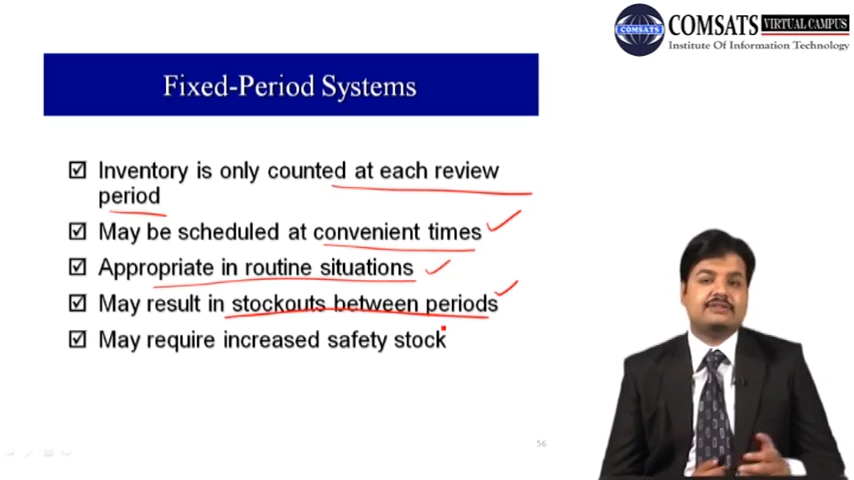 COMSATS
COMSATS VIRTUAL CAMPUS
Institute Of Information Technology
Fixed-Period Systems
Inventory is only counted at each review
period
May be scheduled at convenient times
Appropriate in routine situations
May result in stockouts between periods
May require increased safety stock
56